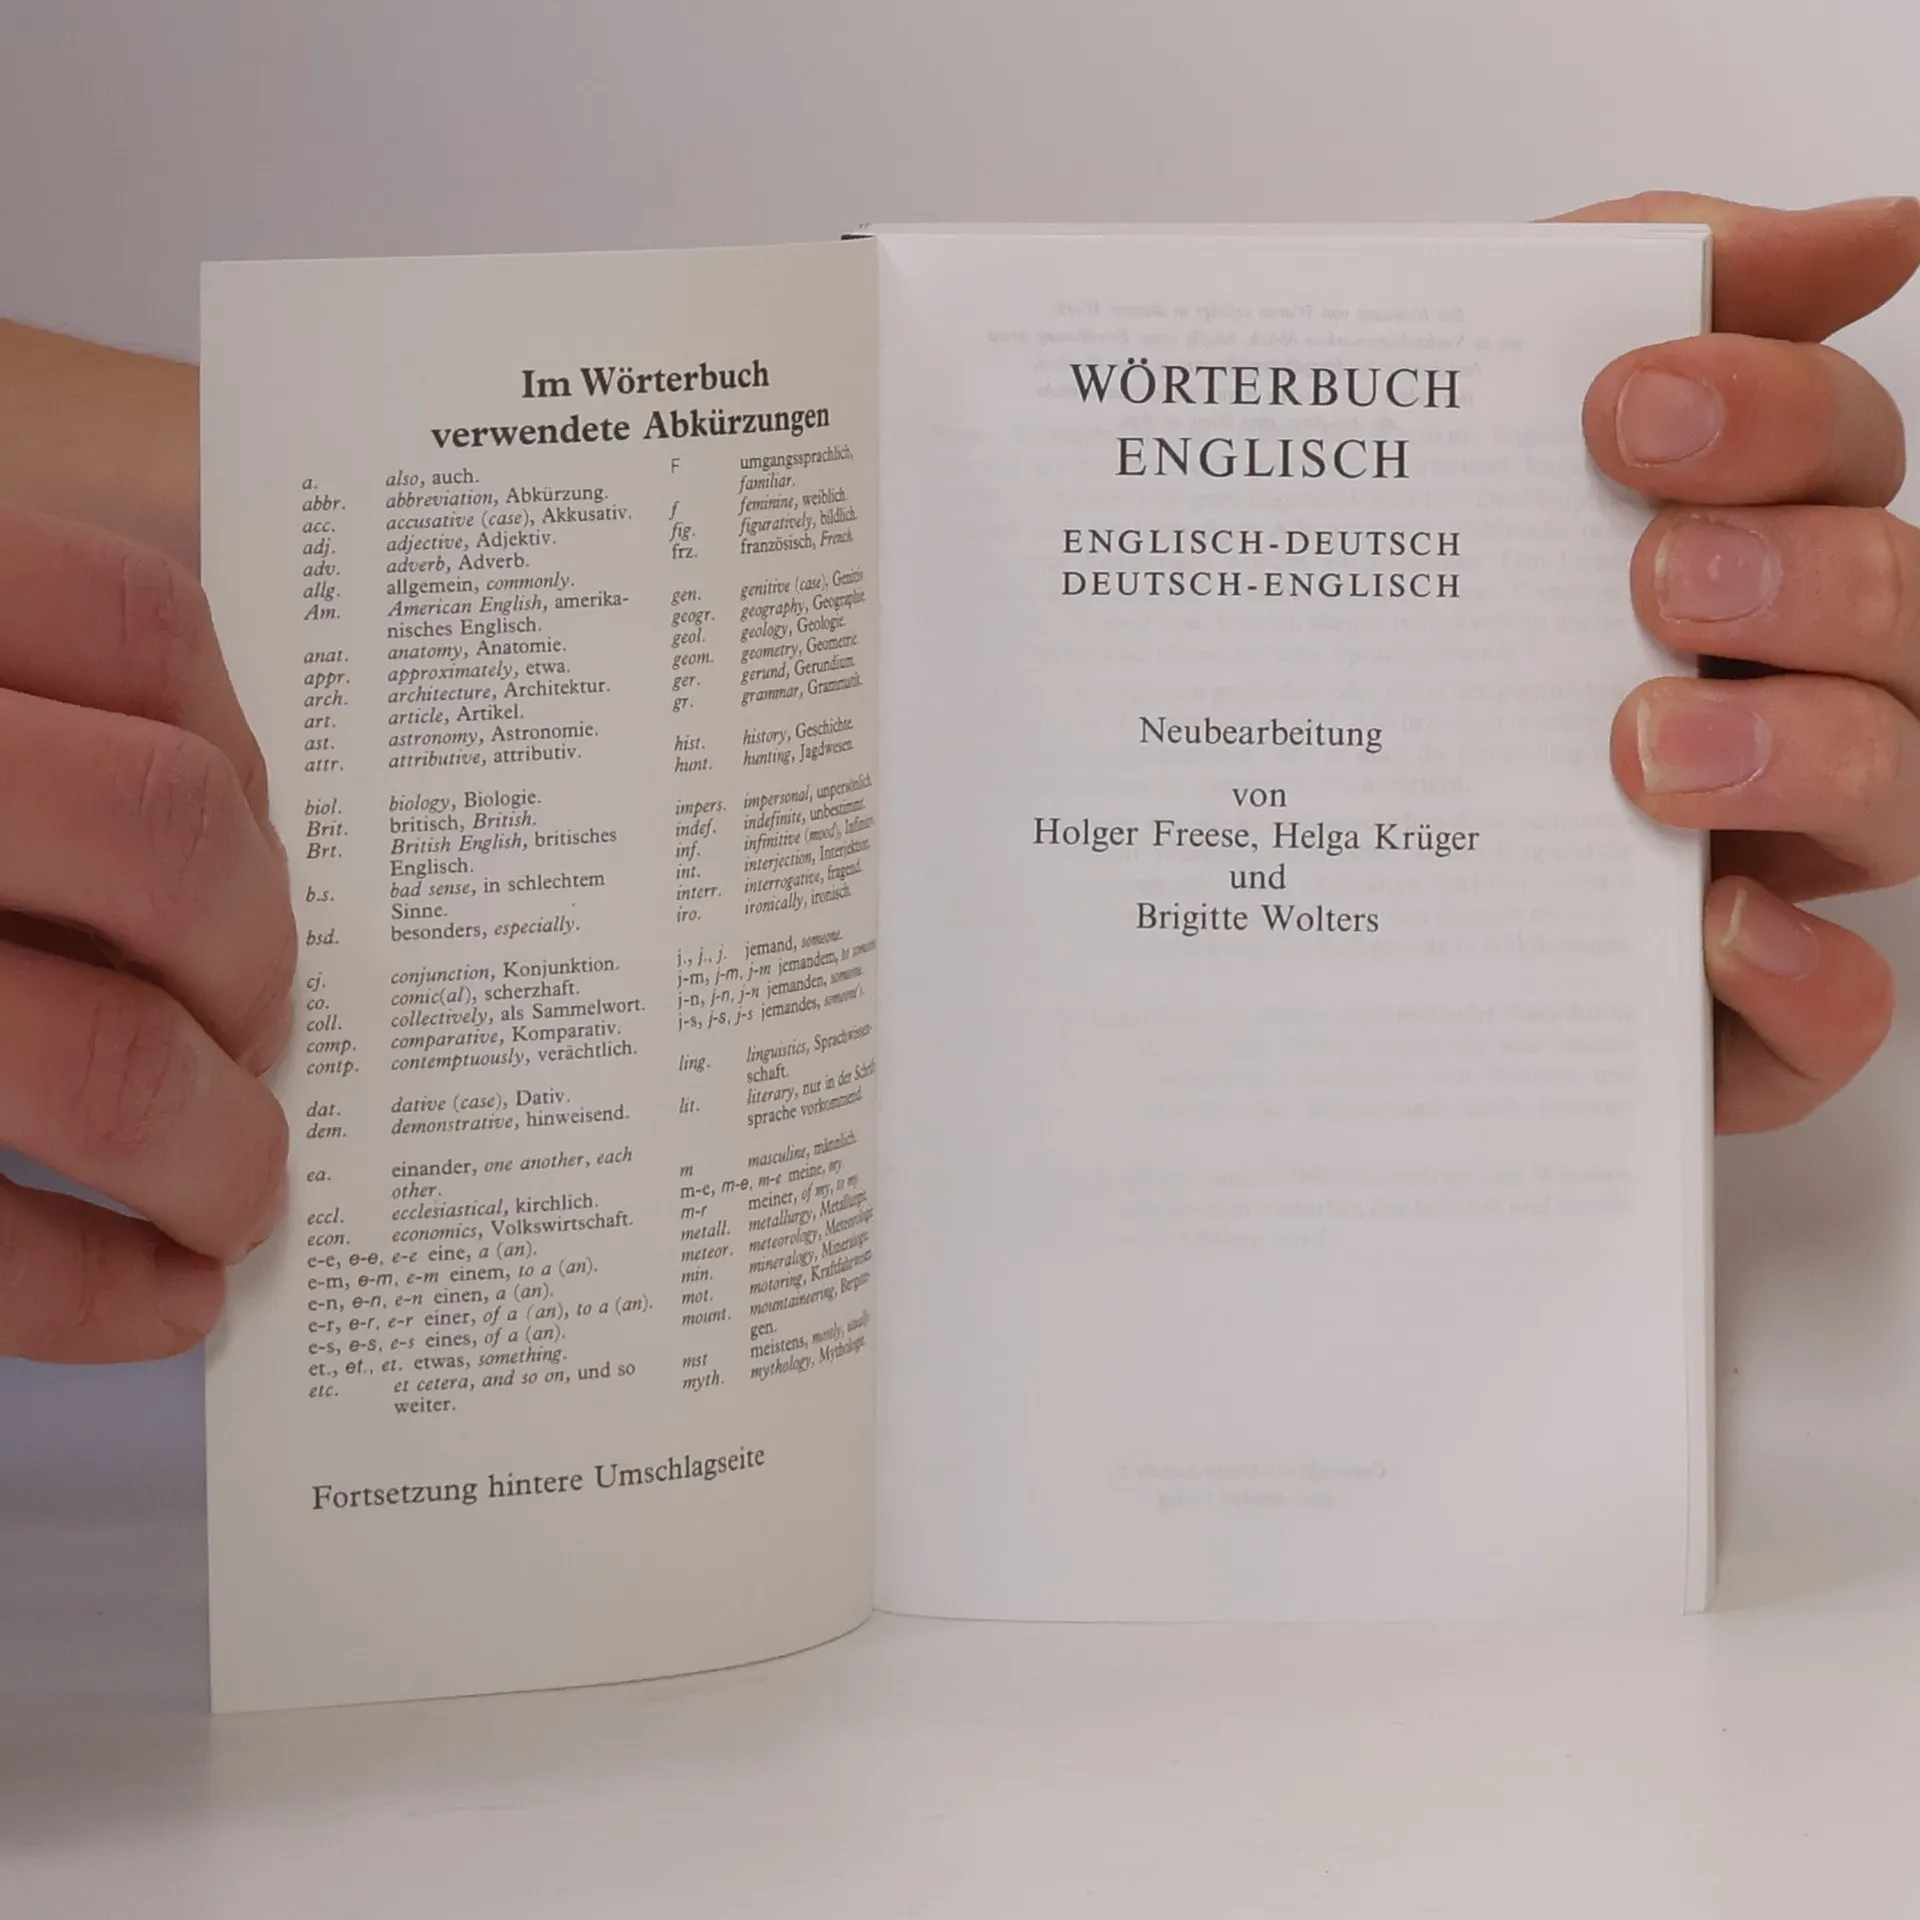 Im Wörterbuch
verwendete Abkürzungen
a. also, auch.
abbr. abbreviation, Abkürzung.
acc. accusative (case), Akkusativ.
adj. adjective, Adjektiv.
adv. adverb, Adverb.
allg. allgemein, commonly.
Am. American English, amerika-
nisches Englisch.
anat. anatomy, Anatomie.
appr. approximately, etwa.
arch. architecture, Architektur.
art. article, Artikel.
ast. astronomy, Astronomie.
attr. attributive, attributiv.
biol. biology, Biologie.
Brit. britisch, British.
Brt. British English, britisches
Englisch.
b.s. bad sense, in schlechtem
Sinne.
bsd. besonders, especially.
cj. conjunction, Konjunktion.
co. comic(al), scherzhaft.
coll. collectively, als Sammelwort.
comp. comparative, Komparativ.
contp. contemptuously, verächtlich.
dat. dative (case), Dativ.
dem. demonstrative, hinweisend.
ea. einander, one another, each
other.
eccl. ecclesiastical, kirchlich.
econ. economics, Volkswirtschaft.
e-e, e-e, e-e eine, a (an).
e-m, e-m, e-m einem, to a (an).
e-n, e-n, e-n einen, a (an).
e-r, e-r, e-r einer, of a (an), to a (an).
e-s, e-s, e-s eines, of a (an).
et., et., et. etwas, something.
etc. et cetera, and so on, und so
weiter.
F umgangssprachlich,
familiar.
f feminine, weiblich.
fig. figuratively, bildlich.
frz. französisch, French.
gen. genitive (case), Genitiv.
geogr. geography, Geographie.
geol. geology, Geologie.
geom. geometry, Geometrie.
ger. gerund, Gerundium.
gr. grammar, Grammatik.
hist. history, Geschichte.
hunt. hunting, Jagdwesen.
impers. impersonal, unpersönlich.
indef. indefinite, unbestimmt.
inf. infinitive (mood), Infinitiv.
int. interjection, Interjektion.
interr. interrogative, fragend.
iro. ironically, ironisch.
j., j., j. jemand, someone.
j-m, j-m, j-m jemandem, to someone.
j-n, j-n, j-n jemanden, someone.
j-s, j-s, j-s jemandes, someone's.
ling. linguistics, Sprachwissen-
schaft.
lit. literary, nur in der Schrift-
sprache vorkommend.
m masculine, männlich.
m-e, m-e, m-e meine, my.
m-r meiner, of my, to my.
metall. metallurgy, Metallurgie.
meteor. meteorology, Meteorologie.
min. mineralogy, Mineralogie.
mot. motoring, Kraftfahrwesen.
mount. mountaineering, Bergstei-
gen.
mst meistens, mostly, usually.
myth. mythology, Mythologie.
Fortsetzung hintere Umschlagseite
WÖRTERBUCH
ENGLISCH
ENGLISCH-DEUTSCH
DEUTSCH-ENGLISCH
Neubearbeitung
von
Holger Freese, Helga Krüger
und
Brigitte Wolters